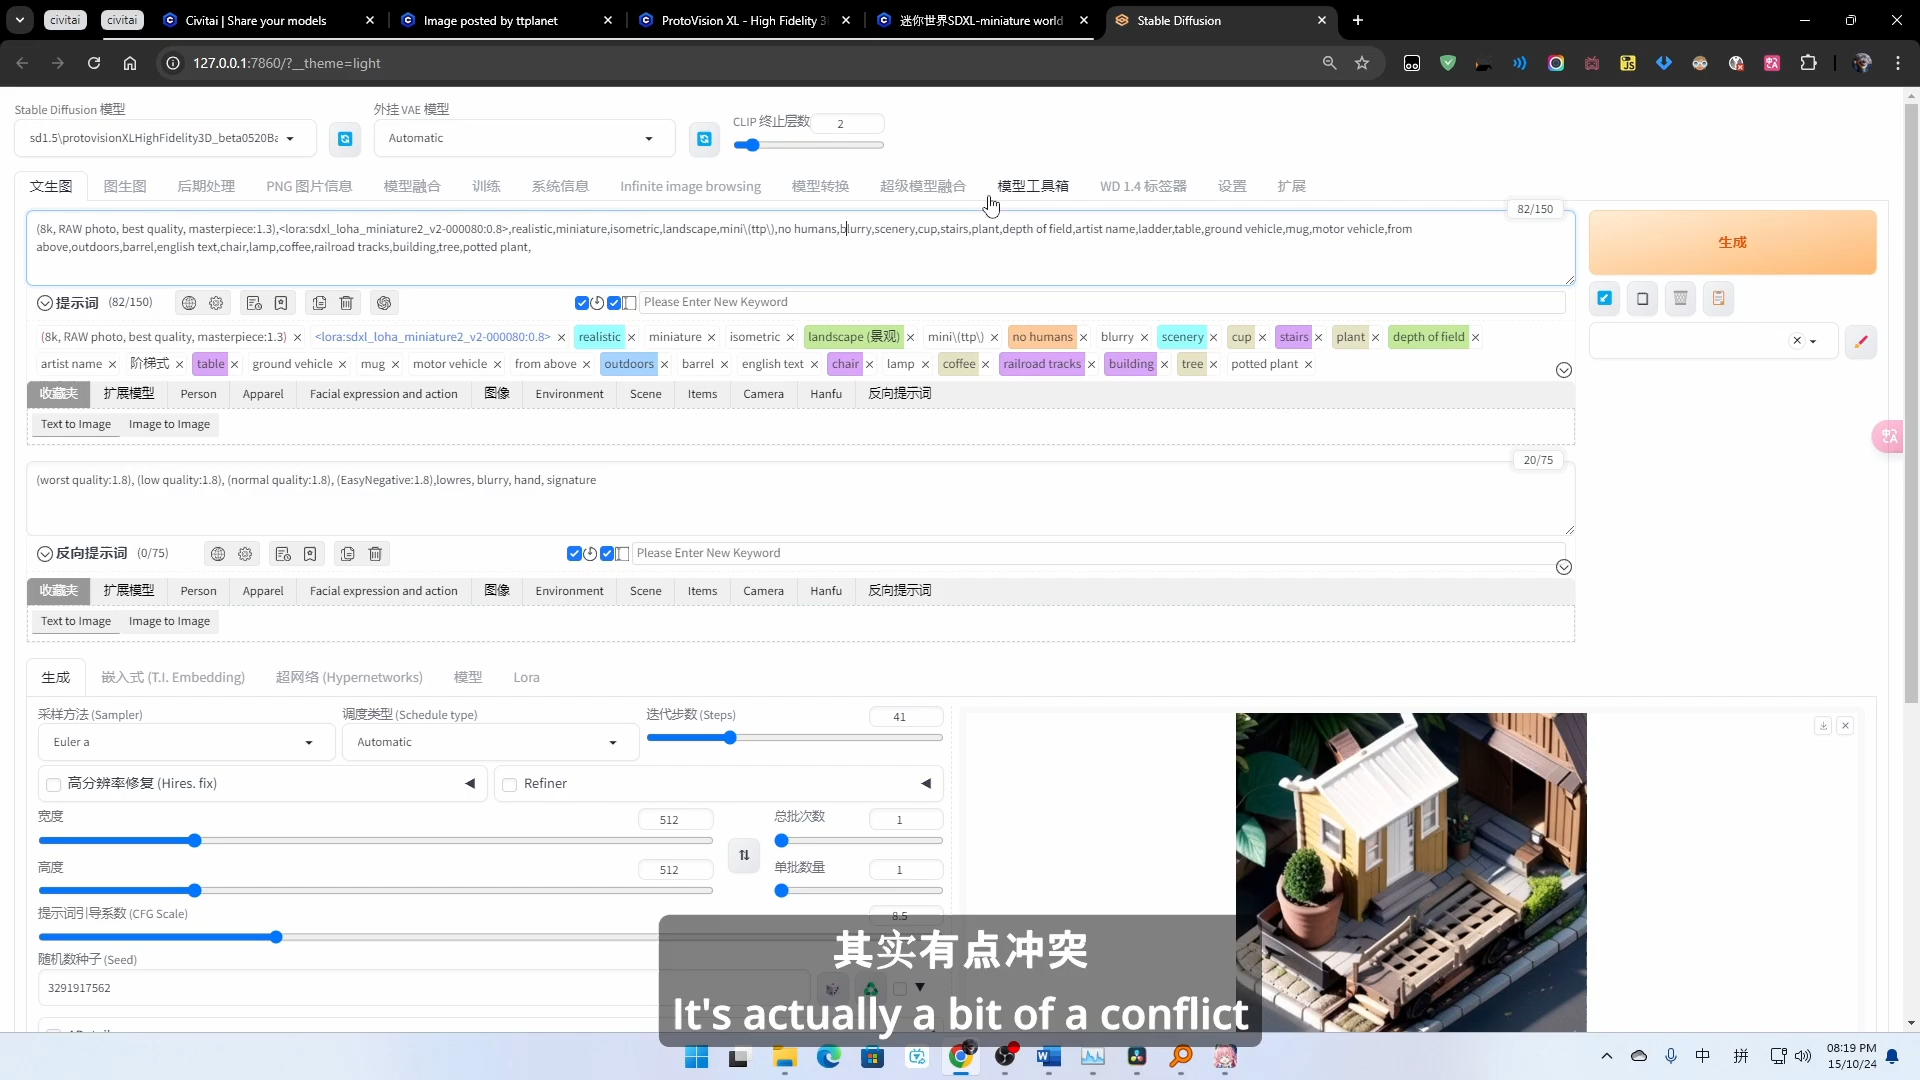 civitai
civitai
Civitai | Share your models
Image posted by ttplanet
ProtoVision XL - High Fidelity 3
迷你世界SDXL-miniature world
Stable Diffusion
127.0.0.1:7860/?__theme=light
Stable Diffusion 模型
外挂 VAE 模型
CLIP 终止层数
2
sd1.5\protovisionXLHighFidelity3D_beta0520Ba
Automatic
文生图
图生图
后期处理
PNG 图片信息
模型融合
训练
系统信息
Infinite image browsing
模型转换
超级模型融合
模型工具箱
WD 1.4 标签器
设置
扩展
82/150
(8k, RAW photo, best quality, masterpiece:1.3),<lora:sdxl_loha_miniature2_v2-000080:0.8>,realistic,miniature,isometric,landscape,mini\(ttp\),no humans,blurry,scenery,cup,stairs,plant,depth of field,artist name,ladder,table,ground vehicle,mug,motor vehicle,from
above,outdoors,barrel,english text,chair,lamp,coffee,railroad tracks,building,tree,potted plant,
生成
提示词 (82/150)
Please Enter New Keyword
(8k, RAW photo, best quality, masterpiece:1.3) × <lora:sdxl_loha_miniature2_v2-000080:0.8> × realistic × miniature × isometric × landscape (景观) × mini\(ttp\) × no humans × blurry × scenery × cup × stairs × plant × depth of field ×
artist name × 阶梯式 × table × ground vehicle × mug × motor vehicle × from above × outdoors × barrel × english text × chair × lamp × coffee × railroad tracks × building × tree × potted plant ×
收藏夹 扩展模型 Person Apparel Facial expression and action 图像 Environment Scene Items Camera Hanfu 反向提示词
Text to Image Image to Image
20/75
(worst quality:1.8), (low quality:1.8), (normal quality:1.8), (EasyNegative:1.8),lowres, blurry, hand, signature
反向提示词 (0/75)
Please Enter New Keyword
收藏夹 扩展模型 Person Apparel Facial expression and action 图像 Environment Scene Items Camera Hanfu 反向提示词
Text to Image Image to Image
生成 嵌入式 (T.I. Embedding) 超网络 (Hypernetworks) 模型 Lora
采样方法 (Sampler)
调度类型 (Schedule type)
迭代步数 (Steps)
41
Euler a
Automatic
高分辨率修复 (Hires. fix)
Refiner
宽度
512
总批次数
1
高度
512
单批数量
1
提示词引导系数 (CFG Scale)
8.5
随机数种子 (Seed)
3291917562
其实有点冲突
It's actually a bit of a conflict
中
拼
08:19 PM
15/10/24